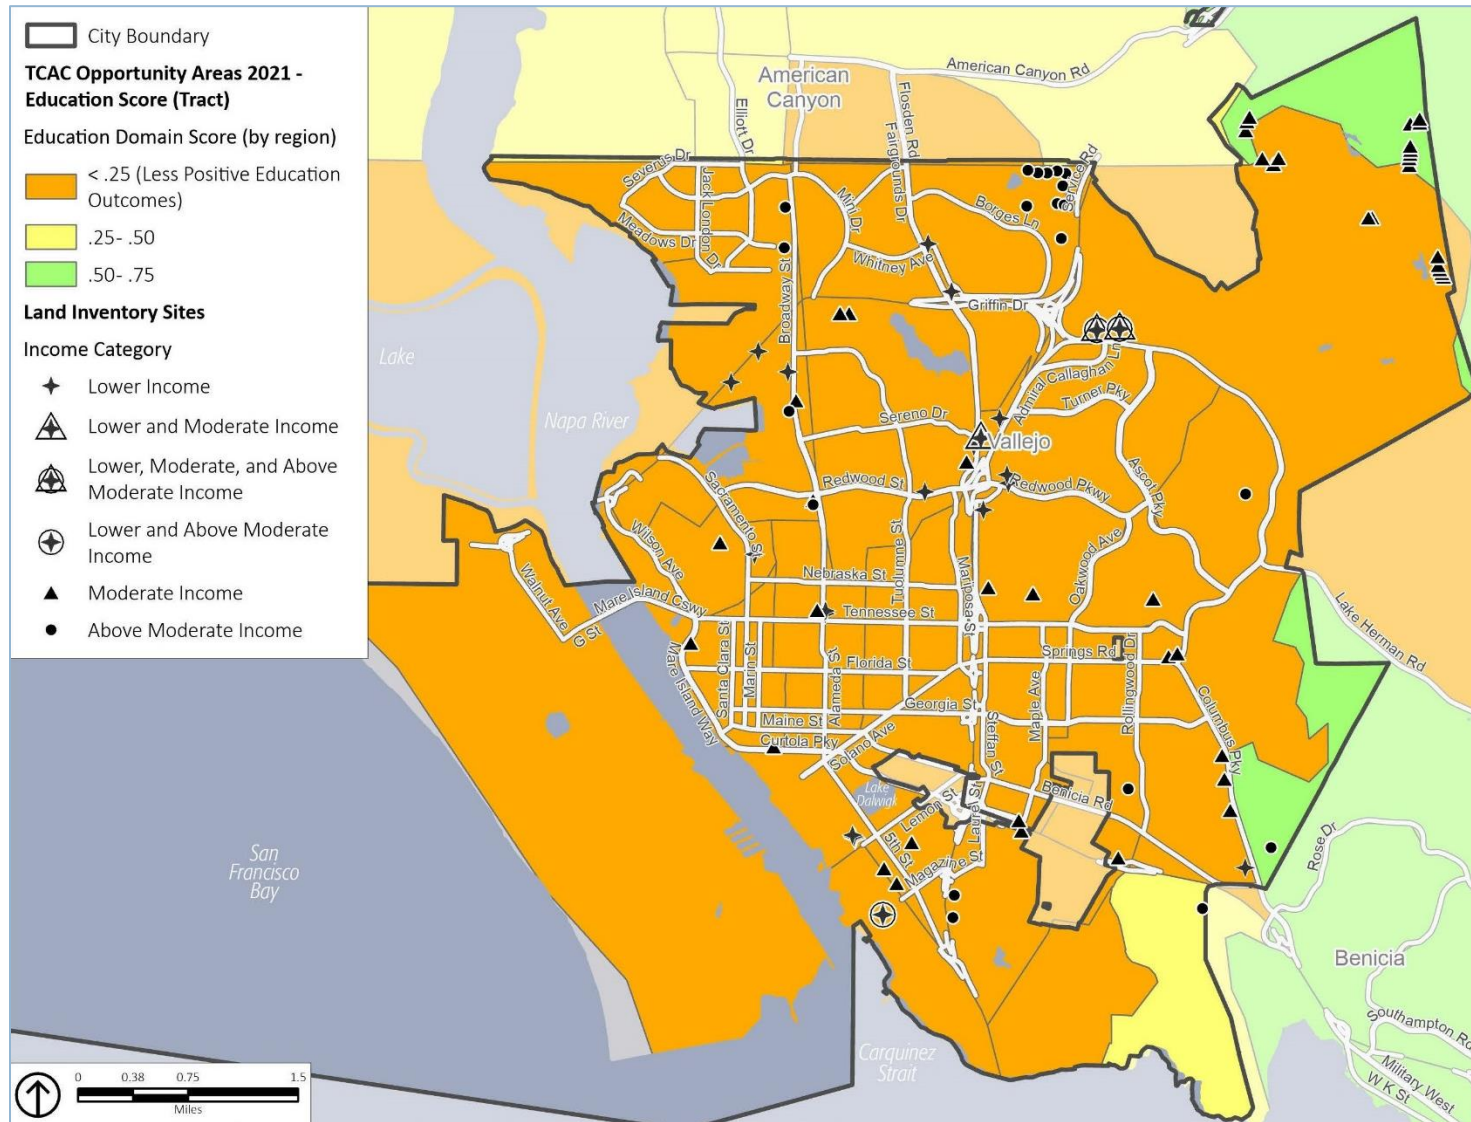 City Boundary
TCAC Opportunity Areas 2021 -
Education Score (Tract)
Education Domain Score (by region)
< .25 (Less Positive Education
Outcomes)
.25- .50
.50- .75
Land Inventory Sites
Income Category
Lower Income
Lower and Moderate Income
Lower, Moderate, and Above
Moderate Income
Lower and Above Moderate
Income
Moderate Income
Above Moderate Income
American
Canyon
American Canyon Rd
Elliott Dr
Flosden Rd
Fairgrounds Dr
Service Rd
Severus Dr
Jack London Dr
Meadows Dr
Broadway St
Mini Dr
Whitney Ave
Borges Ln
Griffin Dr
Lake
Napa River
Admiral Callaghan Ln
Turner Pky
Sereno Dr
Vallejo
Ascot Pky
Redwood St
Redwood Pkwy
Sacramento St
Wilson Ave
Tuolumne St
Mariposa St
Oakwood Ave
Nebraska St
Walnut Ave
G St
Mare Island Cswy
Tennessee St
Lake Herman Rd
Santa Clara St
Marin St
Florida St
Springs Rd
Rollingwood Dr
Mare Island Way
Alameda St
Georgia St
Maple Ave
Columbus Pky
Maine St
Curtola Pky
Solano Ave
Steffan St
Lake
Dalwigk
Lemon St
Laurel St
Benicia Rd
5th St
Magazine St
Rose Dr
San
Francisco
Bay
Benicia
Southampton Rd
Carquinez
Strait
Military West
W K St
0 0.38 0.75 1.5
Miles